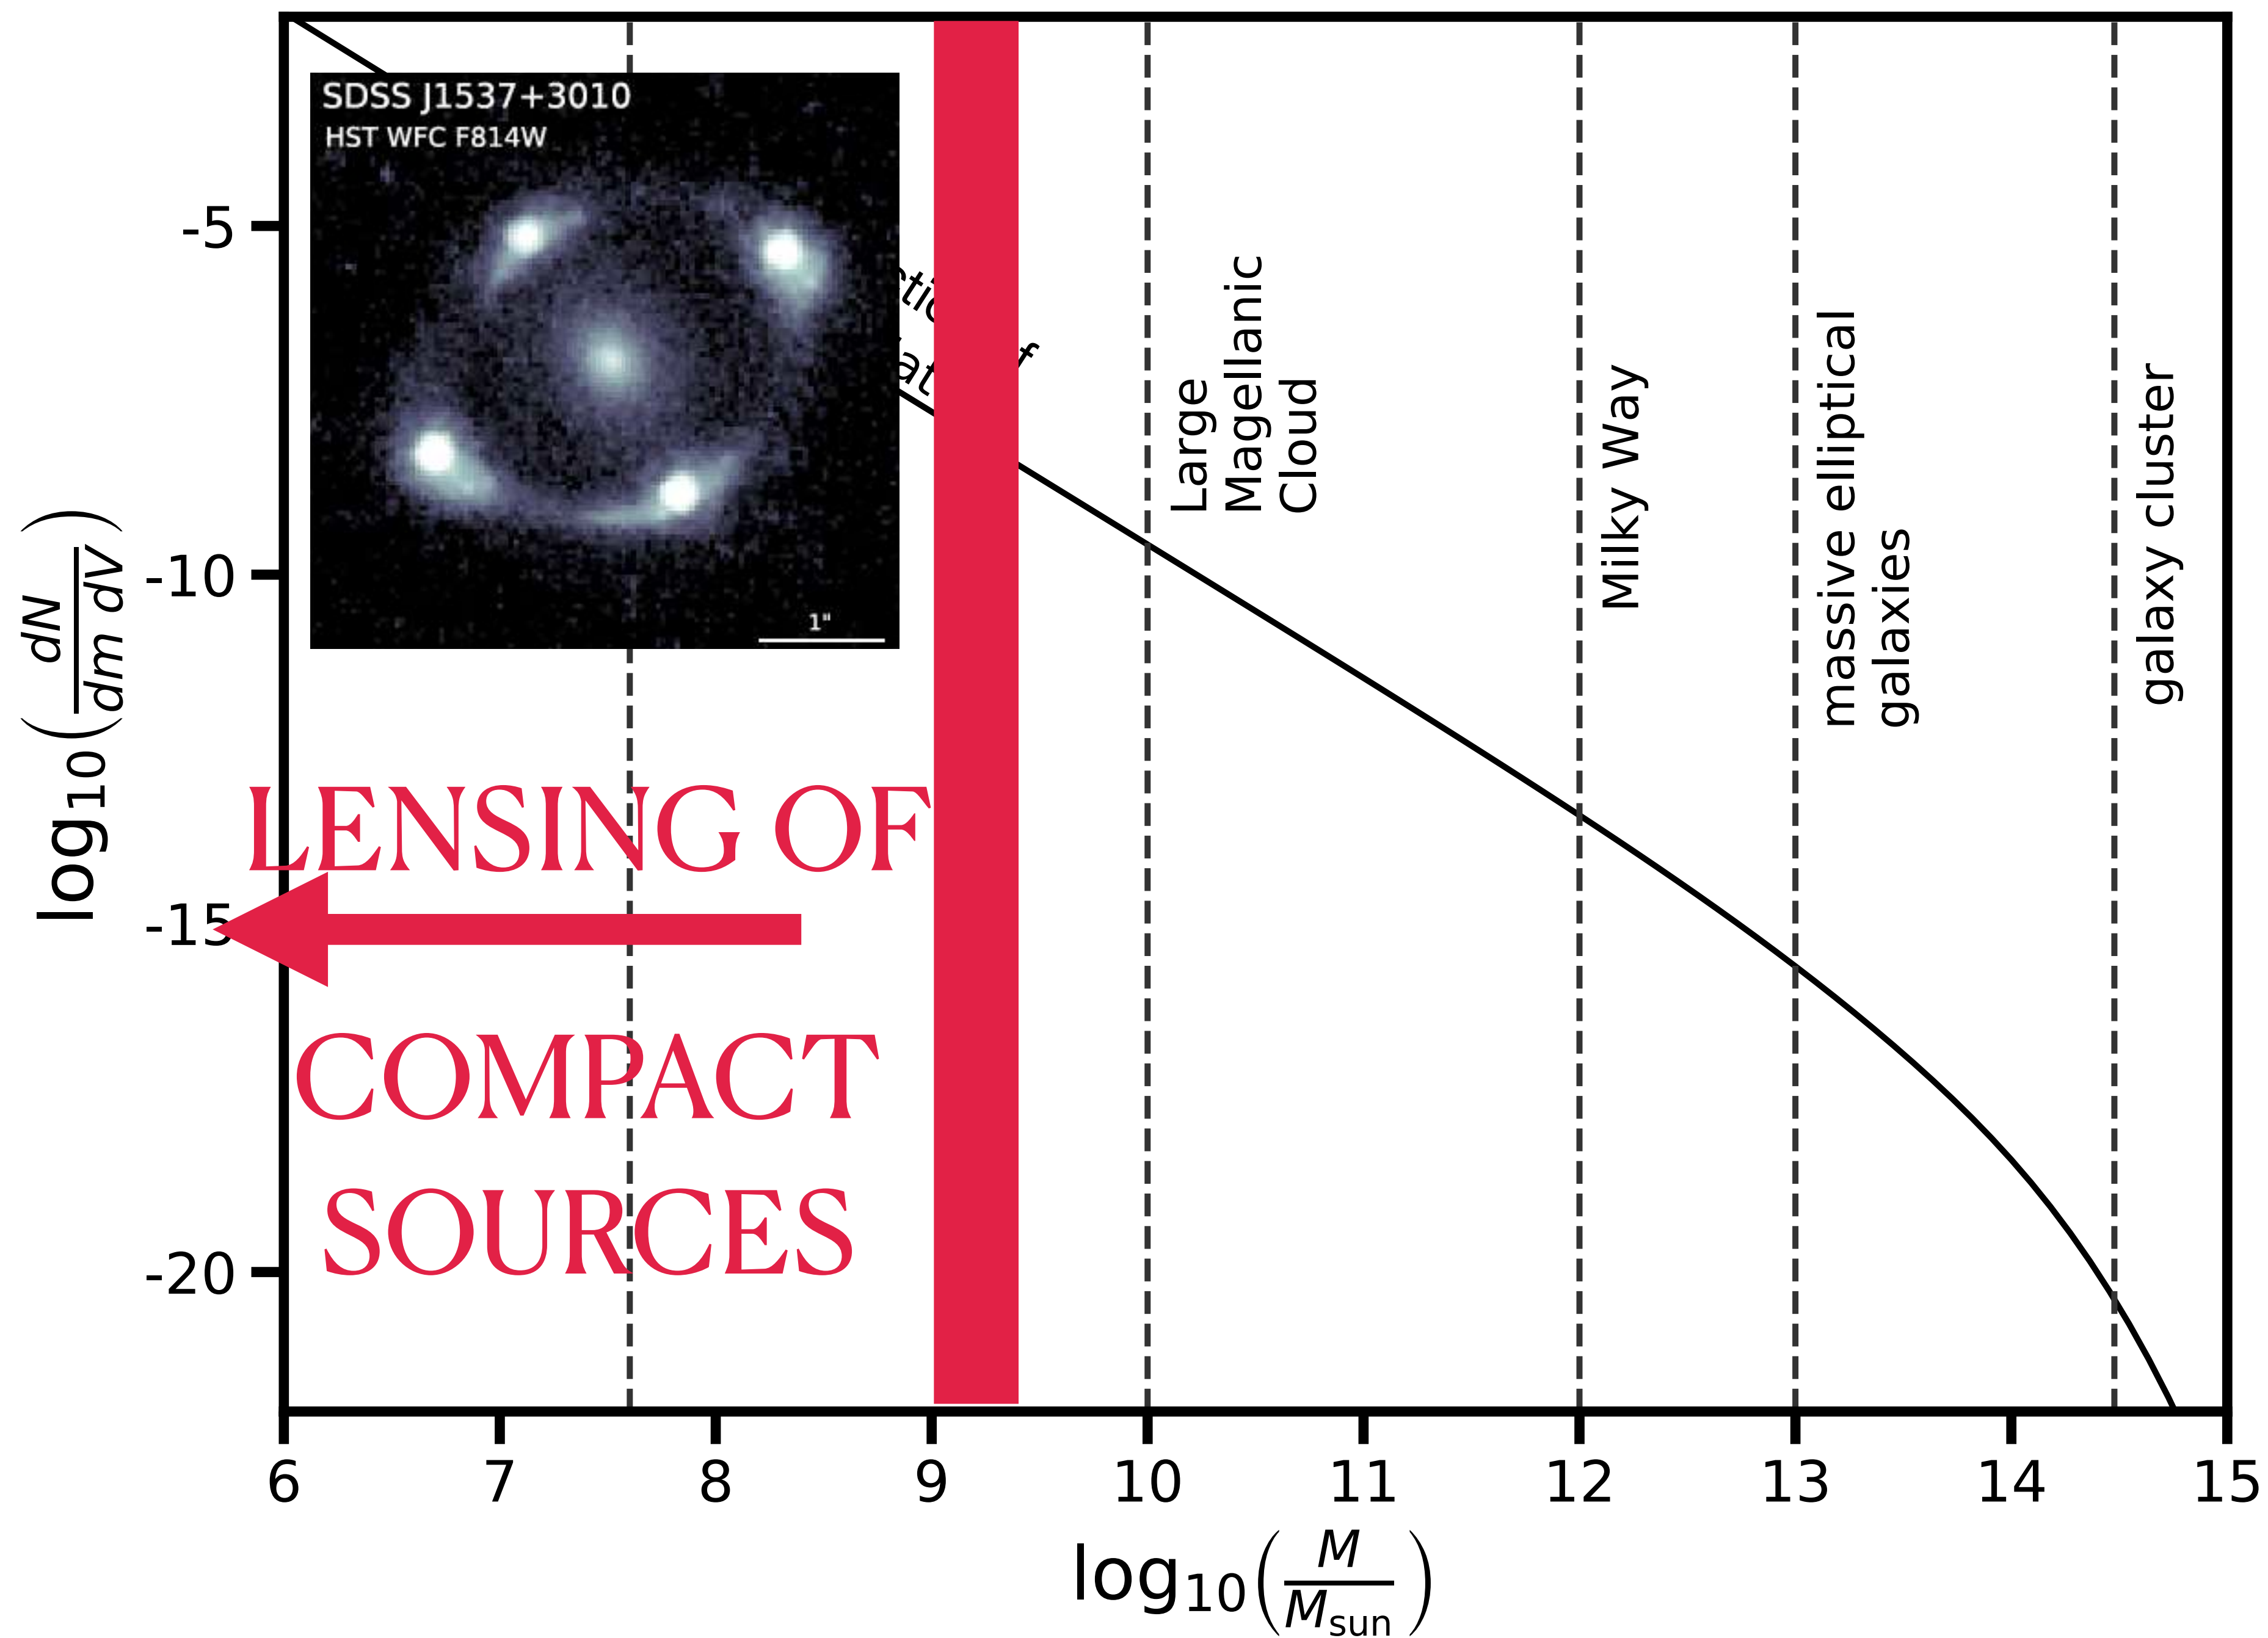 SDSS J1537+3010
HST WFC F814W
1"
Large
Magellanic
Cloud
Milky Way
massive elliptical
galaxies
galaxy cluster
LENSING OF
COMPACT
SOURCES
-5
-10
-15
-20
log₁₀(dN/dm dV)
6 7 8 9 10 11 12 13 14 15
log₁₀(M/M_sun)